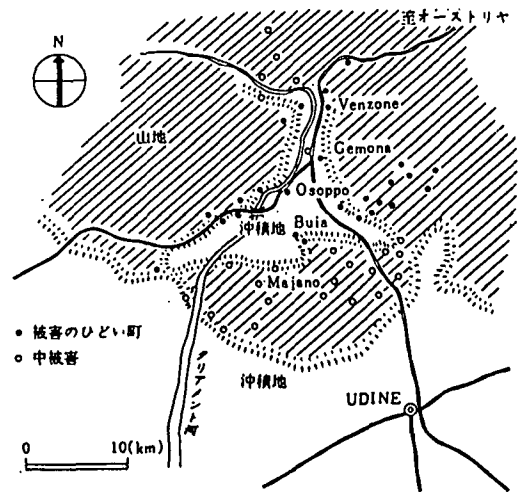 至オーストリヤ
N
Venzone
山地
Gemona
Osoppo
沖積地
Buia
Majano
● 被害のひどい町
○ 中被害
沖積地
タリアメント河
UDINE
0 10(km)